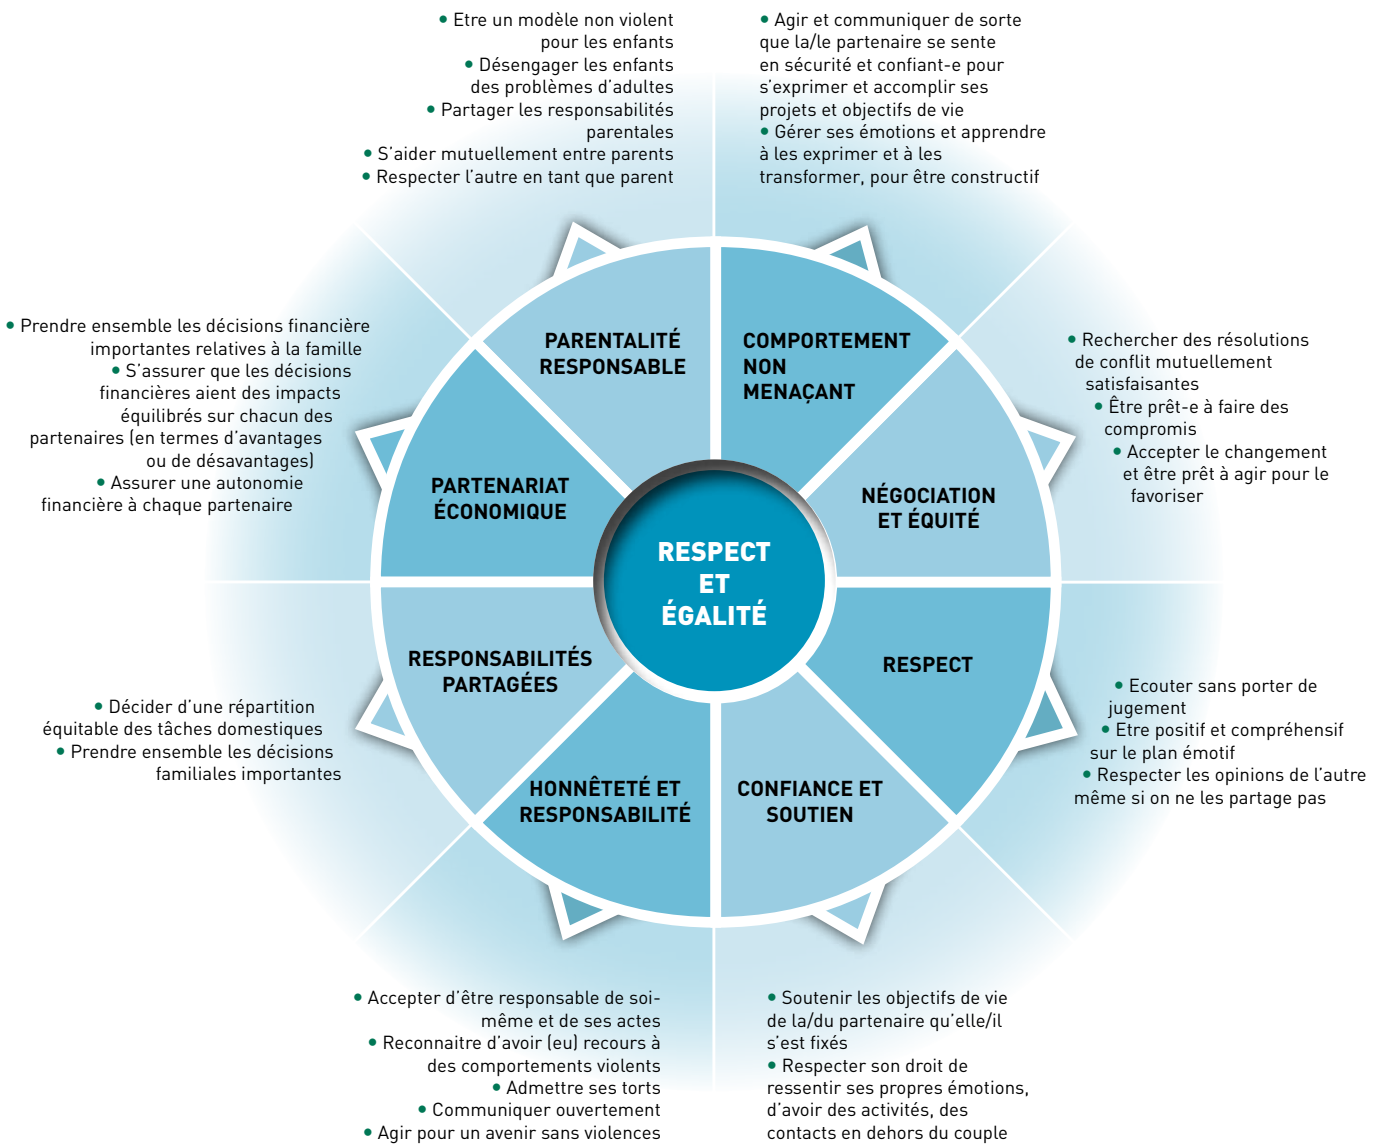 • Etre un modèle non violent
pour les enfants
• Désengager les enfants
des problèmes d'adultes
• Partager les responsabilités
parentales
• S'aider mutuellement entre parents
• Respecter l'autre en tant que parent
• Agir et communiquer de sorte
que la/le partenaire se sente
en sécurité et confiant-e pour
s'exprimer et accomplir ses
projets et objectifs de vie
• Gérer ses émotions et apprendre
à les exprimer et à les
transformer, pour être constructif
• Prendre ensemble les décisions financière
importantes relatives à la famille
• S'assurer que les décisions
financières aient des impacts
équilibrés sur chacun des
partenaires (en termes d'avantages
ou de désavantages)
• Assurer une autonomie
financière à chaque partenaire
PARENTALITÉ
RESPONSABLE
COMPORTEMENT
NON
MENAÇANT
• Rechercher des résolutions
de conflit mutuellement
satisfaisantes
• Être prêt-e à faire des
compromis
• Accepter le changement
et être prêt à agir pour le
favoriser
PARTENARIAT
ÉCONOMIQUE
NÉGOCIATION
ET ÉQUITÉ
RESPECT
ET
ÉGALITÉ
RESPONSABILITÉS
PARTAGÉES
RESPECT
• Décider d'une répartition
équitable des tâches domestiques
• Prendre ensemble les décisions
familiales importantes
• Ecouter sans porter de
jugement
• Etre positif et compréhensif
sur le plan émotif
• Respecter les opinions de l'autre
même si on ne les partage pas
HONNÊTETÉ ET
RESPONSABILITÉ
CONFIANCE ET
SOUTIEN
• Accepter d'être responsable de soi-
même et de ses actes
• Reconnaitre d'avoir (eu) recours à
des comportements violents
• Admettre ses torts
• Communiquer ouvertement
• Agir pour un avenir sans violences
• Soutenir les objectifs de vie
de la/du partenaire qu'elle/il
s'est fixés
• Respecter son droit de
ressentir ses propres émotions,
d'avoir des activités, des
contacts en dehors du couple